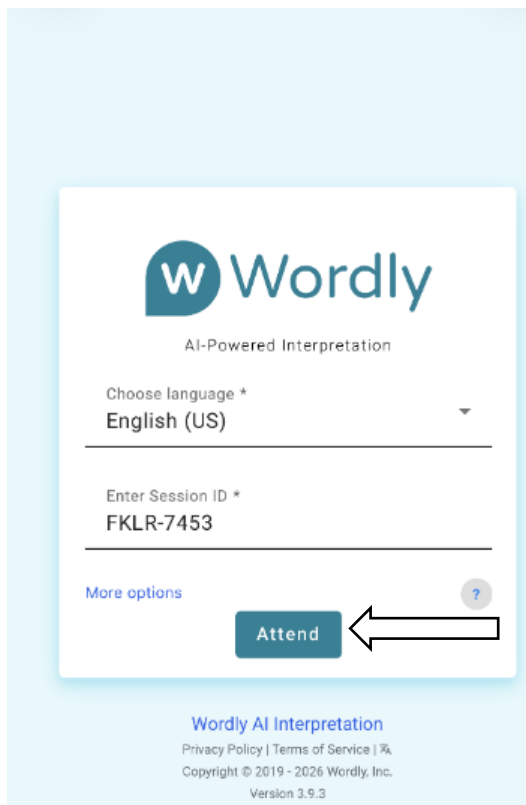 W Wordly
AI-Powered Interpretation
Choose language *
English (US)
Enter Session ID *
FKLR-7453
More options
?
Attend
Wordly AI Interpretation
Privacy Policy | Terms of Service |
Copyright © 2019 - 2026 Wordly, Inc.
Version 3.9.3